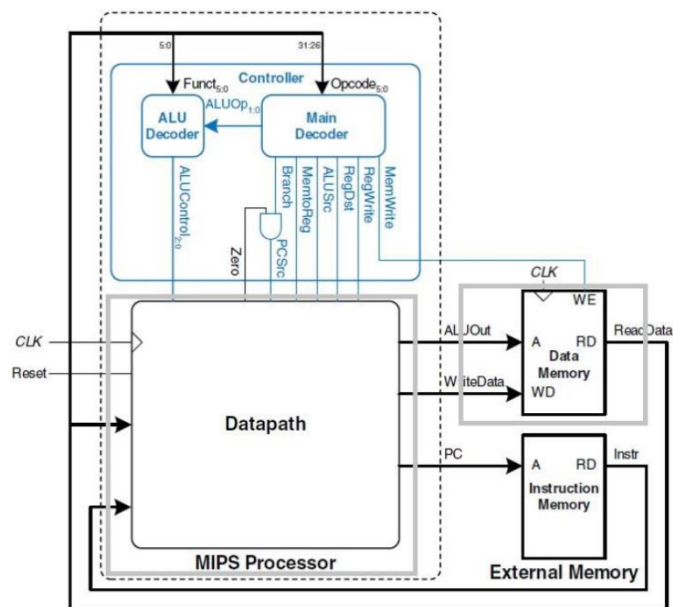 5:0
31:26
Controller
Funct5:0
Opcode5:0
ALUOp1:0
ALU
Decoder
Main
Decoder
ALUControl2:0
Zero
Branch
PCSrc
MemtoReg
ALUSrc
RegDst
RegWrite
MemWrite
CLK
WE
CLK
Reset
ALUOut
A
RD
ReadData
Data
Memory
WriteData
WD
Datapath
PC
A
RD
Instr
Instruction
Memory
MIPS Processor
External Memory